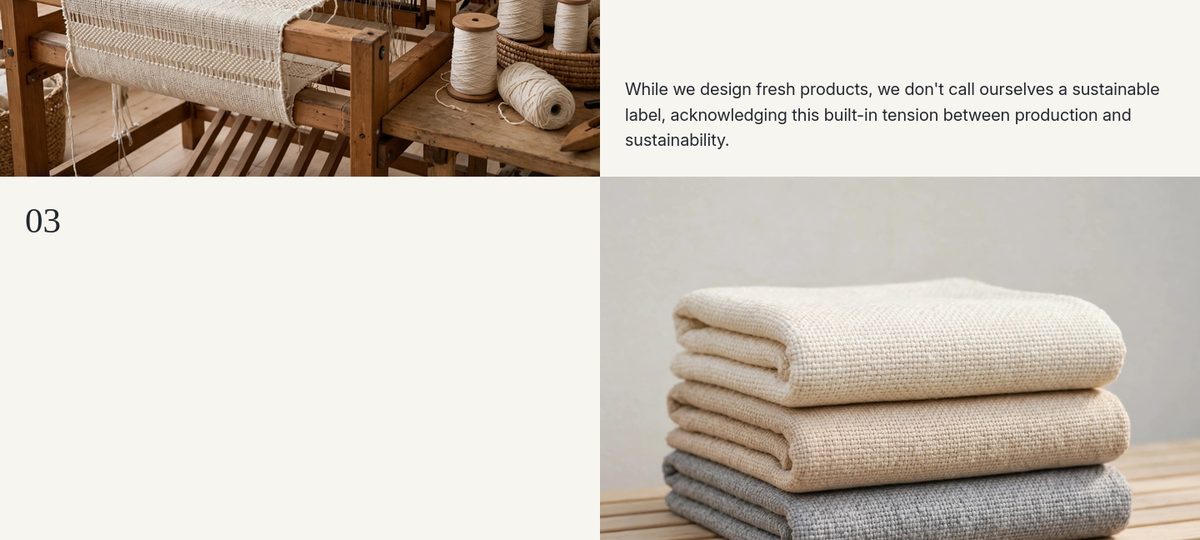 While we design fresh products, we don't call ourselves a sustainable
label, acknowledging this built-in tension between production and
sustainability.
03